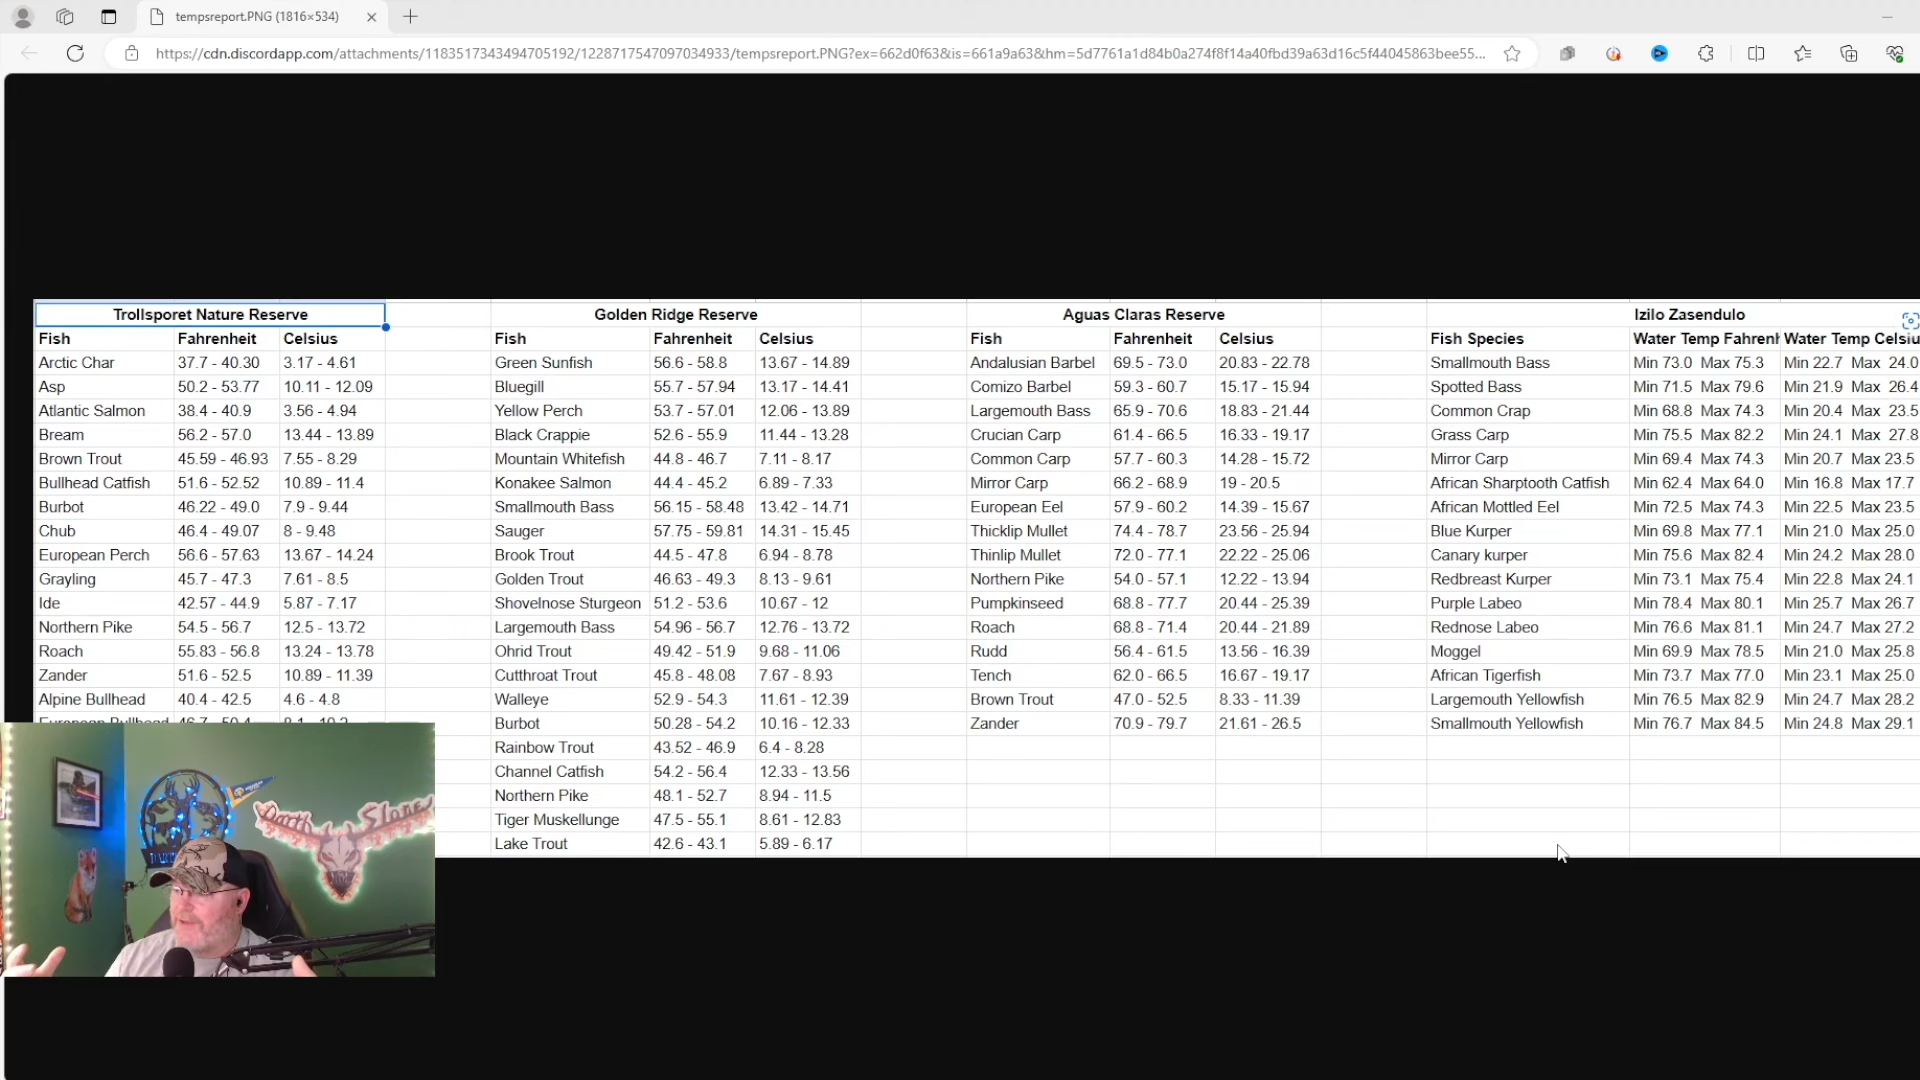 tempsreport.PNG (1816×534)
https://cdn.discordapp.com/attachments/1183517343494705192/1228717547097034933/tempsreport.PNG?ex=662d0f63&is=661a9a63&hm=5d7761a1d84b0a274f8f14a40fbd39a63d16c5f44045863bee55...
Trollsporet Nature Reserve Golden Ridge Reserve Aguas Claras Reserve Izilo Zasendulo
Fish Fahrenheit Celsius Fish Fahrenheit Celsius Fish Fahrenheit Celsius Fish Species Water Temp Fahrenh Water Temp Celsiu
Arctic Char 37.7 - 40.30 3.17 - 4.61 Green Sunfish 56.6 - 58.8 13.67 - 14.89 Andalusian Barbel 69.5 - 73.0 20.83 - 22.78 Smallmouth Bass Min 73.0 Max 75.3 Min 22.7 Max 24.0
Asp 50.2 - 53.77 10.11 - 12.09 Bluegill 55.7 - 57.94 13.17 - 14.41 Comizo Barbel 59.3 - 60.7 15.17 - 15.94 Spotted Bass Min 71.5 Max 79.6 Min 21.9 Max 26.4
Atlantic Salmon 38.4 - 40.9 3.56 - 4.94 Yellow Perch 53.7 - 57.01 12.06 - 13.89 Largemouth Bass 65.9 - 70.6 18.83 - 21.44 Common Crap Min 68.8 Max 74.3 Min 20.4 Max 23.5
Bream 56.2 - 57.0 13.44 - 13.89 Black Crappie 52.6 - 55.9 11.44 - 13.28 Crucian Carp 61.4 - 66.5 16.33 - 19.17 Grass Carp Min 75.5 Max 82.2 Min 24.1 Max 27.8
Brown Trout 45.59 - 46.93 7.55 - 8.29 Mountain Whitefish 44.8 - 46.7 7.11 - 8.17 Common Carp 57.7 - 60.3 14.28 - 15.72 Mirror Carp Min 69.4 Max 74.3 Min 20.7 Max 23.5
Bullhead Catfish 51.6 - 52.52 10.89 - 11.4 Konakee Salmon 44.4 - 45.2 6.89 - 7.33 Mirror Carp 66.2 - 68.9 19 - 20.5 African Sharptooth Catfish Min 62.4 Max 64.0 Min 16.8 Max 17.7
Burbot 46.22 - 49.0 7.9 - 9.44 Smallmouth Bass 56.15 - 58.48 13.42 - 14.71 European Eel 57.9 - 60.2 14.39 - 15.67 African Mottled Eel Min 72.5 Max 74.3 Min 22.5 Max 23.5
Chub 46.4 - 49.07 8 - 9.48 Sauger 57.75 - 59.81 14.31 - 15.45 Thicklip Mullet 74.4 - 78.7 23.56 - 25.94 Blue Kurper Min 69.8 Max 77.1 Min 21.0 Max 25.0
European Perch 56.6 - 57.63 13.67 - 14.24 Brook Trout 44.5 - 47.8 6.94 - 8.78 Thinlip Mullet 72.0 - 77.1 22.22 - 25.06 Canary kurper Min 75.6 Max 82.4 Min 24.2 Max 28.0
Grayling 45.7 - 47.3 7.61 - 8.5 Golden Trout 46.63 - 49.3 8.13 - 9.61 Northern Pike 54.0 - 57.1 12.22 - 13.94 Redbreast Kurper Min 73.1 Max 75.4 Min 22.8 Max 24.1
Ide 42.57 - 44.9 5.87 - 7.17 Shovelnose Sturgeon 51.2 - 53.6 10.67 - 12 Pumpkinseed 68.8 - 77.7 20.44 - 25.39 Purple Labeo Min 78.4 Max 80.1 Min 25.7 Max 26.7
Northern Pike 54.5 - 56.7 12.5 - 13.72 Largemouth Bass 54.96 - 56.7 12.76 - 13.72 Roach 68.8 - 71.4 20.44 - 21.89 Rednose Labeo Min 76.6 Max 81.1 Min 24.7 Max 27.2
Roach 55.83 - 56.8 13.24 - 13.78 Ohrid Trout 49.42 - 51.9 9.68 - 11.06 Rudd 56.4 - 61.5 13.56 - 16.39 Moggel Min 69.9 Max 78.5 Min 21.0 Max 25.8
Zander 51.6 - 52.5 10.89 - 11.39 Cutthroat Trout 45.8 - 48.08 7.67 - 8.93 Tench 62.0 - 66.5 16.67 - 19.17 African Tigerfish Min 73.7 Max 77.0 Min 23.1 Max 25.0
Alpine Bullhead 40.4 - 42.5 4.6 - 4.8 Walleye 52.9 - 54.3 11.61 - 12.39 Brown Trout 47.0 - 52.5 8.33 - 11.39 Largemouth Yellowfish Min 76.5 Max 82.9 Min 24.7 Max 28.2
European Bullhead 46.7 - 50.4 Burbot 50.28 - 54.2 10.16 - 12.33 Zander 70.9 - 79.7 21.61 - 26.5 Smallmouth Yellowfish Min 76.7 Max 84.5 Min 24.8 Max 29.1
Rainbow Trout 43.52 - 46.9 6.4 - 8.28
Channel Catfish 54.2 - 56.4 12.33 - 13.56
Northern Pike 48.1 - 52.7 8.94 - 11.5
Tiger Muskellunge 47.5 - 55.1 8.61 - 12.83
Lake Trout 42.6 - 43.1 5.89 - 6.17